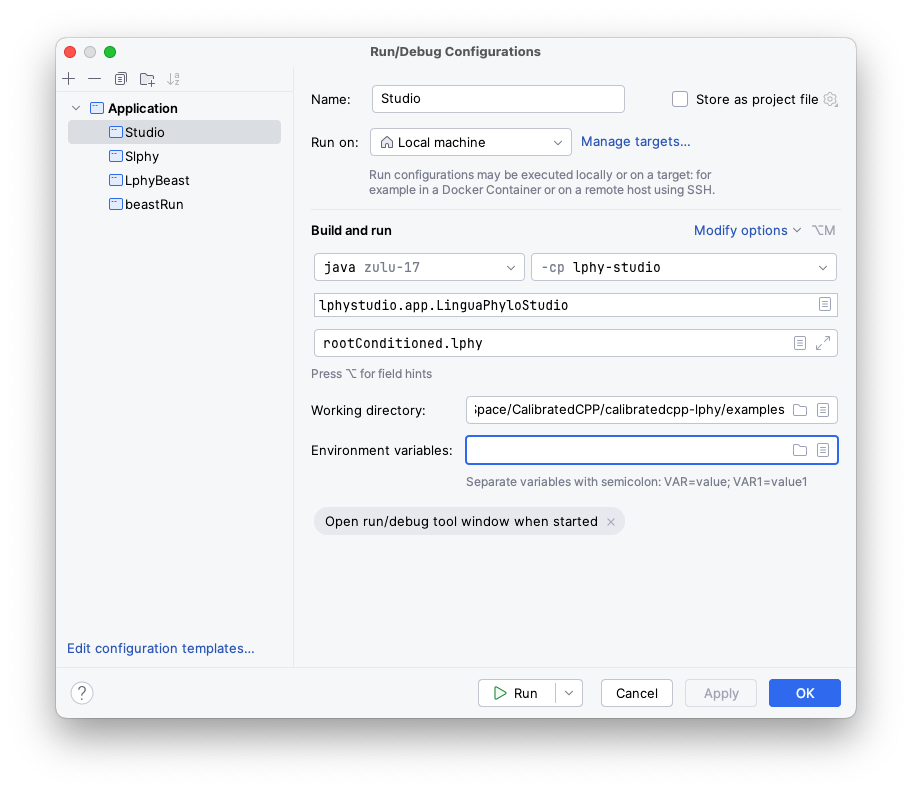 Run/Debug Configurations
Application
Studio
Slphy
LphyBeast
beastRun
Edit configuration templates...
Name: Studio
Store as project file
Run on: Local machine
Manage targets...
Run configurations may be executed locally or on a target: for
example in a Docker Container or on a remote host using SSH.
Build and run
Modify options ⌥M
java zulu-17
-cp lphy-studio
lphystudio.app.LinguaPhyloStudio
rootConditioned.lphy
Press ⌥ for field hints
Working directory: Space/CalibratedCPP/calibratedcpp-lphy/examples
Environment variables:
Separate variables with semicolon: VAR=value; VAR1=value1
Open run/debug tool window when started
?
Run
Cancel
Apply
OK